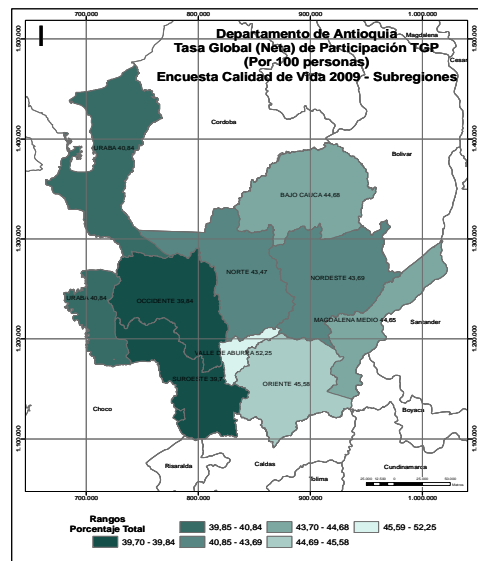 Departamento de Antioquia
Tasa Global (Neta) de Participación TGP
(Por 100 personas)
Encuesta Calidad de Vida 2009 - Subregiones
700.000 800.000 900.000 1.000.000
1.500.000
1.400.000
1.300.000
1.200.000
1.100.000
Magdalena
Cesar
Cordoba
Bolivar
URABA 40,84
BAJO CAUCA 44,68
NORTE 43,47
NORDESTE 43,69
URABA 40,84
OCCIDENTE 39,84
MAGDALENA MEDIO 44,65
Santander
VALLE DE ABURRA 52,25
SUROESTE 39,7
ORIENTE 45,58
Choco
Boyaca
Risaralda
Caldas
Tolima
Cundinamarca
700.000 800.000 900.000 1.000.000
Rangos
Porcentaje Total
39,70 - 39,84
39,85 - 40,84
40,85 - 43,69
43,70 - 44,68
44,69 - 45,58
45,59 - 52,25